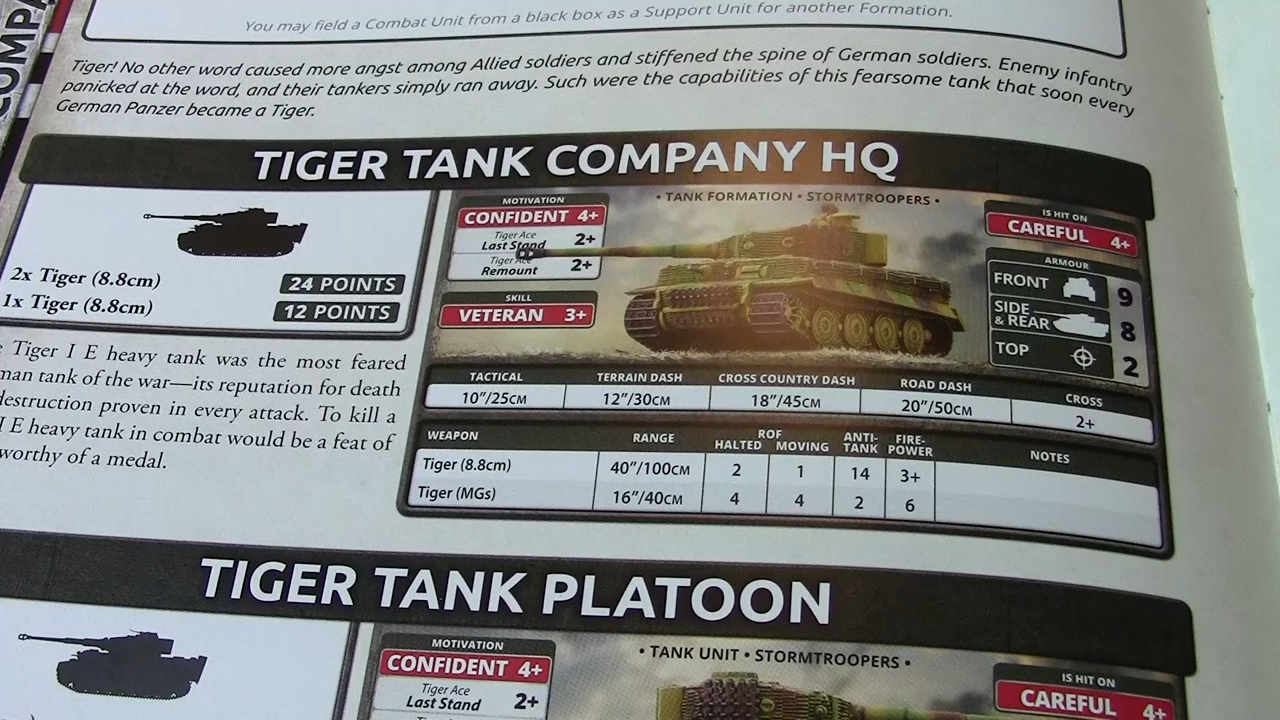 COMPA
You may field a Combat Unit from a black box as a Support Unit for another Formation.
Tiger! No other word caused more angst among Allied soldiers and stiffened the spine of German soldiers. Enemy infantry
panicked at the word, and their tankers simply ran away. Such were the capabilities of this fearsome tank that soon every
German Panzer became a Tiger.
TIGER TANK COMPANY HQ
2x Tiger (8.8cm) 24 POINTS
1x Tiger (8.8cm) 12 POINTS
Tiger I E heavy tank was the most feared
man tank of the war—its reputation for death
destruction proven in every attack. To kill a
I E heavy tank in combat would be a feat of
worthy of a medal.
• TANK FORMATION • STORMTROOPERS •
MOTIVATION
CONFIDENT 4+
Tiger Ace
Last Stand 2+
Tiger Ace
Remount 2+
SKILL
VETERAN 3+
IS HIT ON
CAREFUL 4+
ARMOUR
FRONT 9
SIDE
& REAR 8
TOP 2
TACTICAL TERRAIN DASH CROSS COUNTRY DASH ROAD DASH CROSS
10"/25CM 12"/30CM 18"/45CM 20"/50CM 2+
WEAPON RANGE ROF HALTED MOVING ANTI-TANK FIRE-POWER NOTES
Tiger (8.8cm) 40"/100CM 2 1 14 3+
Tiger (MGs) 16"/40CM 4 4 2 6
TIGER TANK PLATOON
MOTIVATION
CONFIDENT 4+
Tiger Ace
Last Stand 2+
• TANK UNIT • STORMTROOPERS •
IS HIT ON
CAREFUL 4+